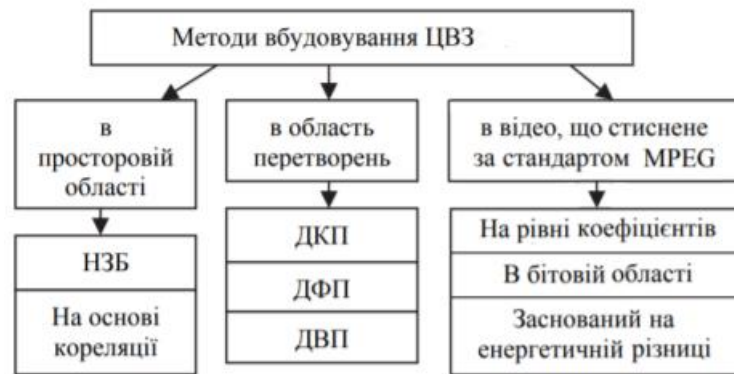 Методи вбудовування ЦВЗ
в
просторовій
області
в область
перетворень
в відео, що стиснене
за стандартом MPEG
НЗБ
На основі
кореляції
ДКП
ДФП
ДВП
На рівні коефіцієнтів
В бітовій області
Заснований на
енергетичній різниці